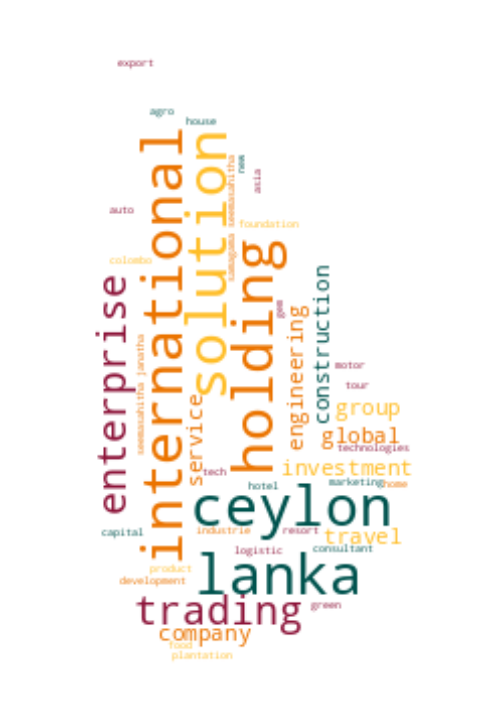 export
agro
house
international
solution
new
asia
samagama seemasahitha
auto
foundation
colombo
holding
enterprise
construction
gem
engineering
seemasahitha janatha
motor
tour
service
group
global
technologies
investment
tech
hotel
marketing
home
ceylon
capital
industrie
resort
travel
logistic
consultant
lanka
product
development
trading
green
company
food
plantation